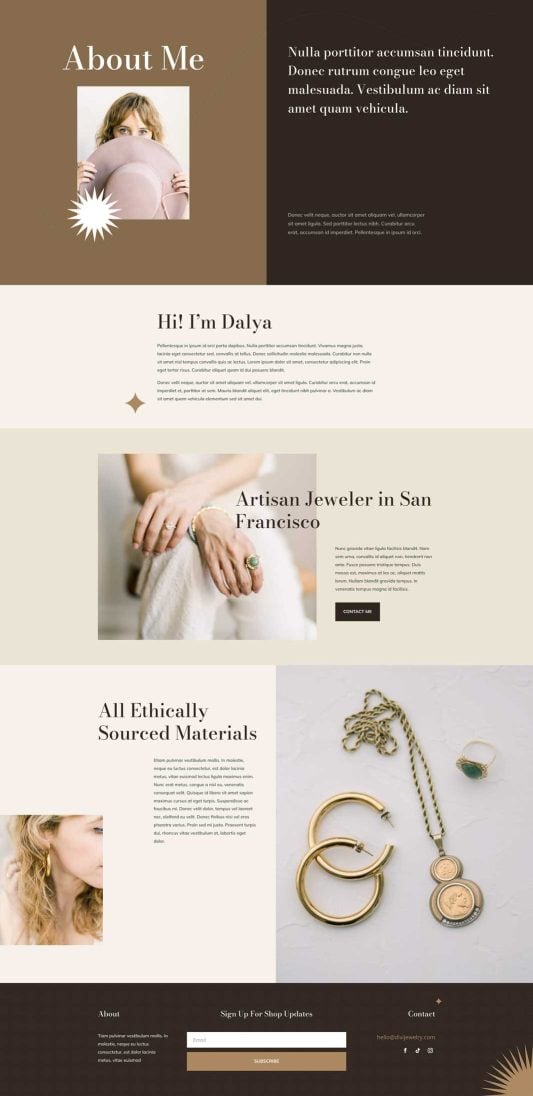 About Me
Nulla porttitor accumsan tincidunt.
Donec rutrum congue leo eget
malesuada. Vestibulum ac diam sit
amet quam vehicula.
Donec velit neque, auctor sit amet aliquam vel, ullamcorper
sit amet ligula. Sed porttitor lectus nibh. Curabitur arcu
erat, accumsan id imperdiet. Pellentesque in ipsum id orci.
Hi! I'm Dalya
Pellentesque in ipsum id orci porta dapibus. Nulla porttitor accumsan tincidunt. Vivamus magna justo,
lacinia eget consectetur sed, convallis at tellus. Donec sollicitudin molestie malesuada. Curabitur non nulla
sit amet nisl tempus convallis quis ac lectus. Lorem ipsum dolor sit amet, consectetur adipiscing elit. Proin
eget tortor risus. Curabitur aliquet quam id dui posuere blandit.
Donec velit neque, auctor sit amet aliquam vel, ullamcorper sit amet ligula. Curabitur arcu erat, accumsan id
imperdiet et, porttitor at sem. Mauris blandit aliquet elit, eget tincidunt nibh pulvinar a. Vestibulum ac diam
sit amet quam vehicula elementum sed sit amet dui.
Artisan Jeweler in San
Francisco
Nunc gravida vitae ligula facilisis blandit. Nam
sem urna, convallis id aliquet non, hendrerit non
ante. Fusce posuere tristique tempus. Duis
massa est, maximus at leo ac, aliquet mattis
lorem. Nullam blandit gravida tempus. In
venenatis tempus magna id facilisis.
CONTACT ME
All Ethically
Sourced Materials
Etiam pulvinar vestibulum mollis. In molestie,
neque eu luctus consectetur, est dolor lacinia
metus, vitae euismod lectus ligula maximus enim.
Nunc erat metus, congue a nisl eu, venenatis
consequat velit. Quisque id libero sit amet sapien
maximus cursus at eget turpis. Suspendisse ac
faucibus mi. Donec velit dolor, tempus vel laoreet
nec, eleifend eu velit. Donec finibus nisi vel eros
pharetra varius. Proin sed mi justo. Praesent turpis
dui, rhoncus vitae vestibulum at, lobortis eget
dolor.
About
Sign Up For Shop Updates
Contact
Tiam pulvinar vestibulum mollis. In
molestie, neque eu luctus
consectetur, est dolor lacinia
metus, vitae euismod
Email
SUBSCRIBE
hello@divijewelry.com